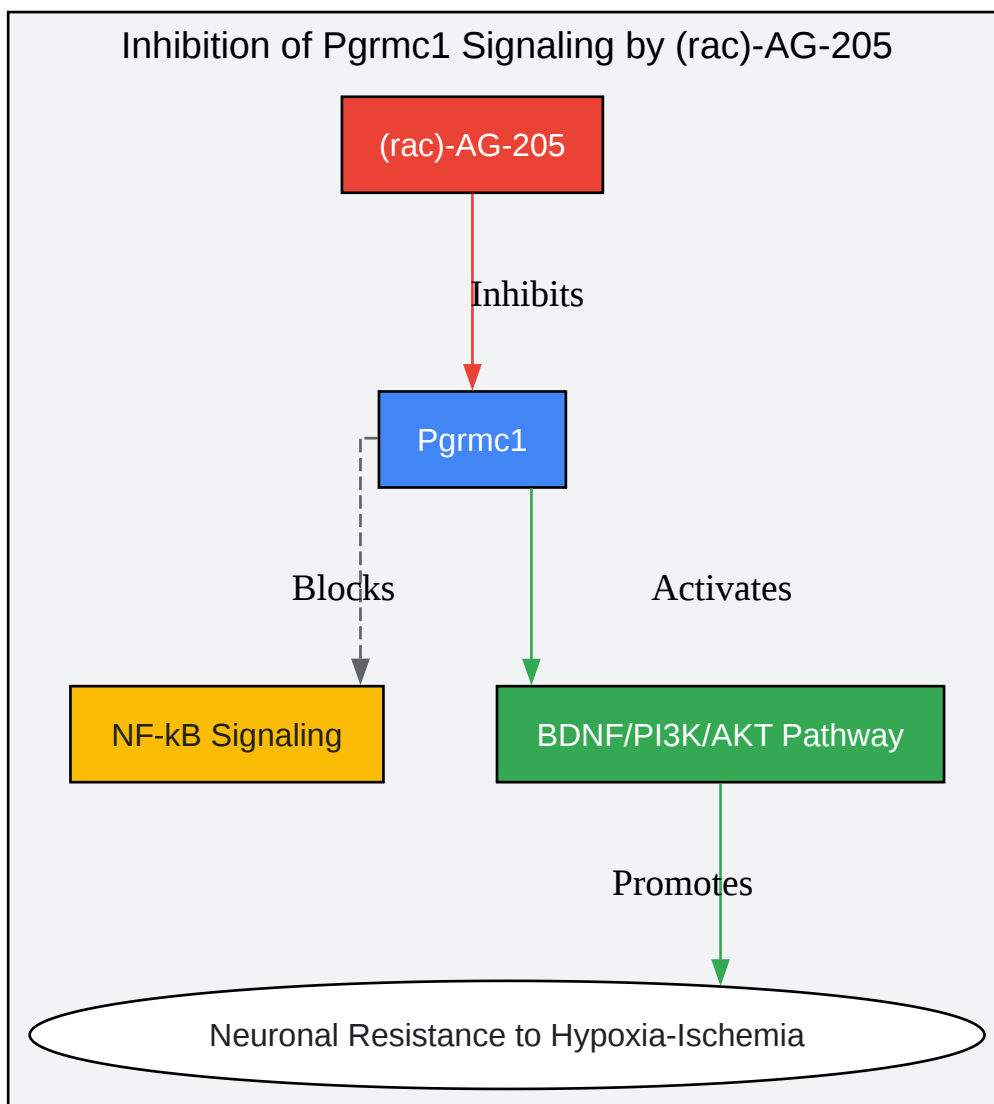 Inhibition of Pgrmc1 Signaling by (rac)-AG-205
(rac)-AG-205
Inhibits
Pgrmc1
Blocks
Activates
NF-kB Signaling
BDNF/PI3K/AKT Pathway
Promotes
Neuronal Resistance to Hypoxia-Ischemia